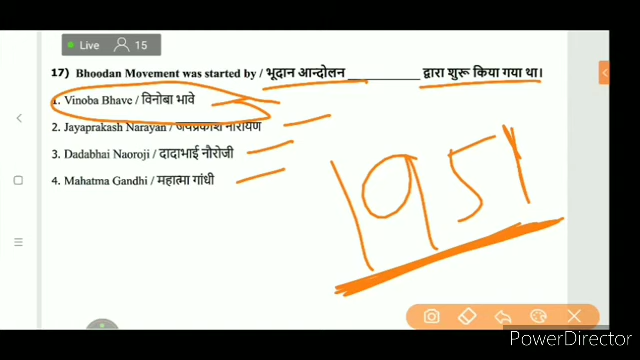 Live 15
17) Bhoodan Movement was started by / भूदान आन्दोलन ____________ द्वारा शुरू किया गया था।
1. Vinoba Bhave / विनोबा भावे
2. Jayaprakash Narayan / जयप्रकाश नारायण
3. Dadabhai Naoroji / दादाभाई नौरोजी
4. Mahatma Gandhi / महात्मा गांधी
1951
PowerDirector